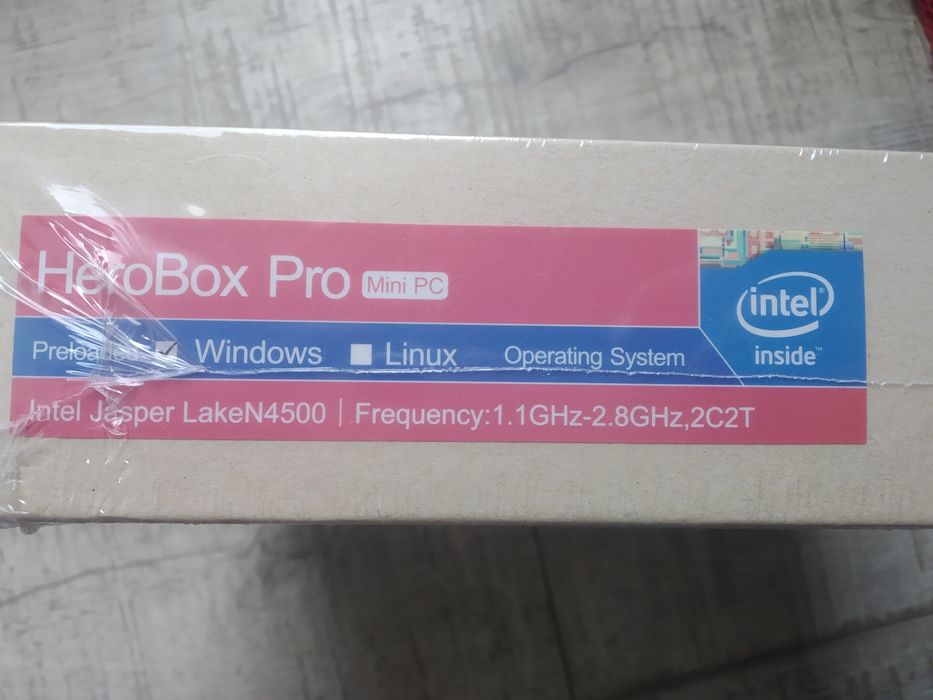 HeroBox Pro Mini PC
intel®
inside™
Preloaded Windows Linux Operating System
Intel Jasper LakeN4500 | Frequency:1.1GHz-2.8GHz,2C2T